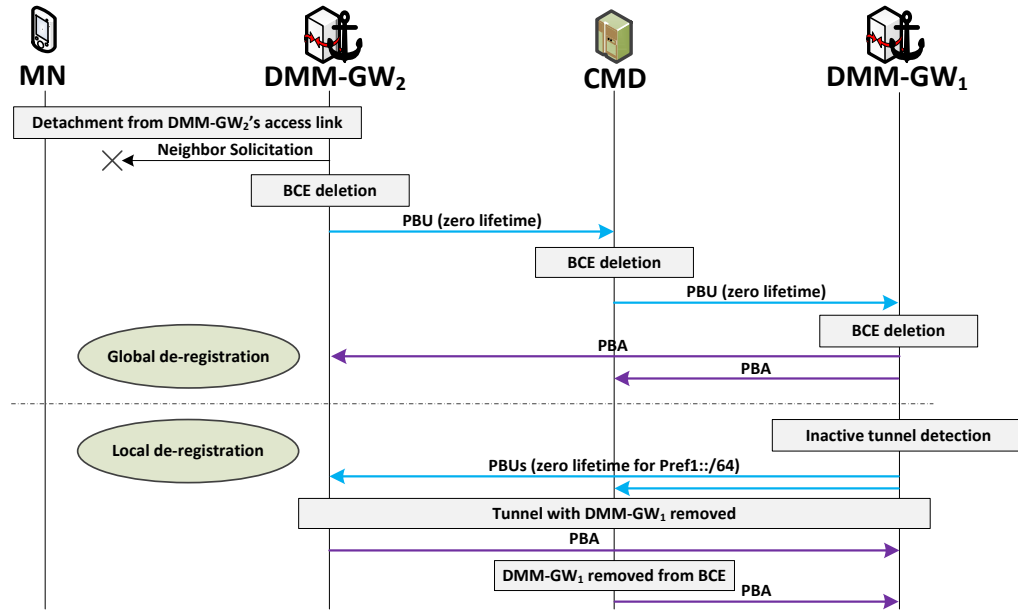 MN
DMM-GW₂
CMD
DMM-GW₁
Detachment from DMM-GW₂'s access link
Neighbor Solicitation
BCE deletion
PBU (zero lifetime)
BCE deletion
PBU (zero lifetime)
BCE deletion
Global de-registration
PBA
PBA
Inactive tunnel detection
Local de-registration
PBUs (zero lifetime for Pref1::/64)
Tunnel with DMM-GW₁ removed
PBA
DMM-GW₁ removed from BCE
PBA